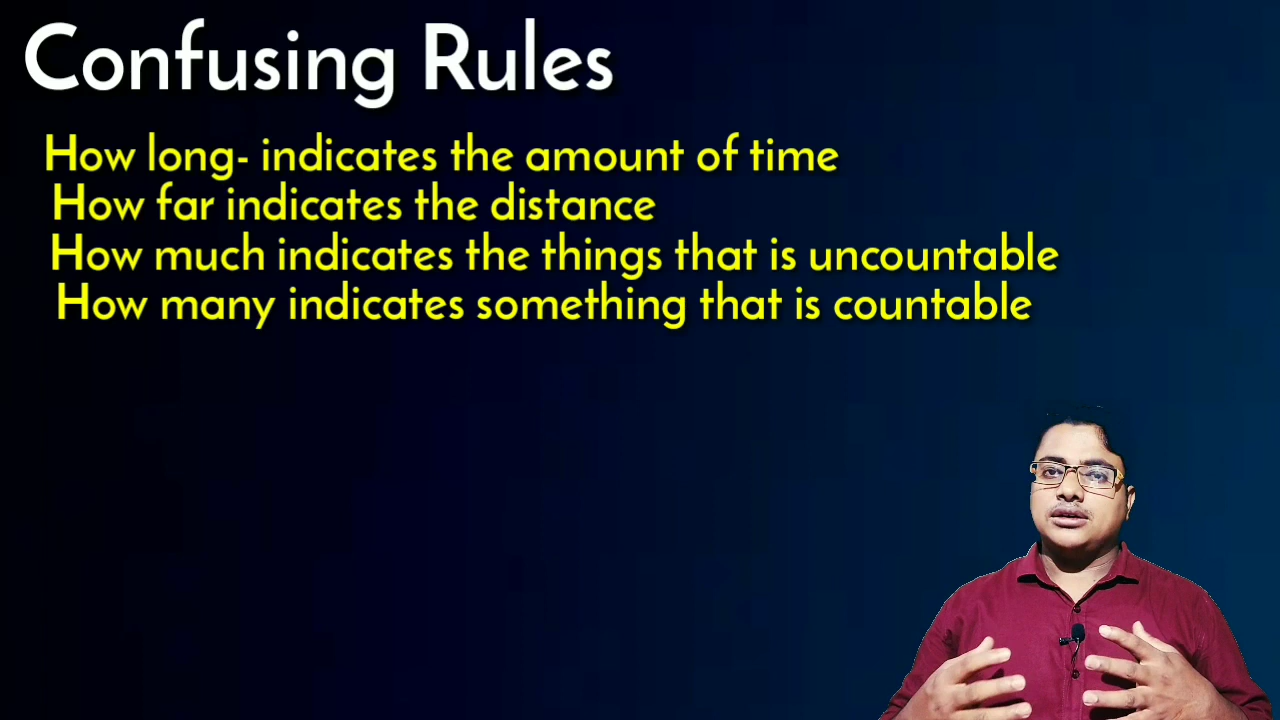 Confusing Rules
How long- indicates the amount of time
How far indicates the distance
How much indicates the things that is uncountable
How many indicates something that is countable